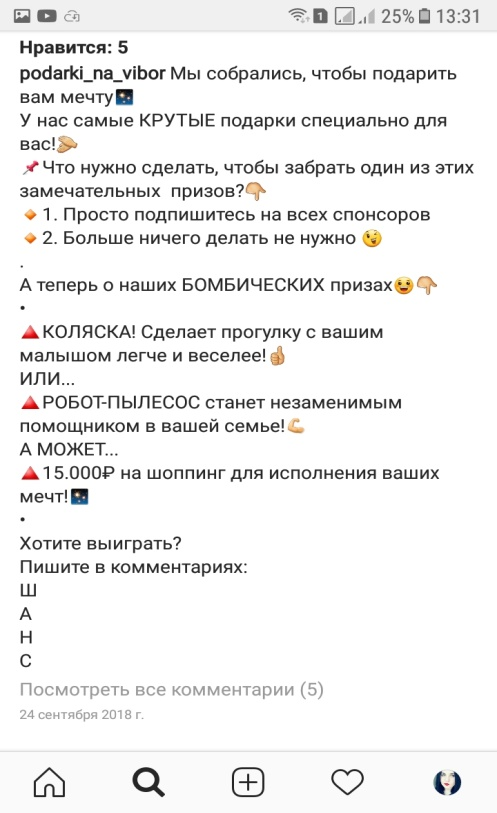 1 25% 13:31
Нравится: 5
podarki_na_vibor Мы собрались, чтобы подарить
вам мечту🌌
У нас самые КРУТЫЕ подарки специально для
вас!👏
📌Что нужно сделать, чтобы забрать один из этих
замечательных призов?👇
🔸1. Просто подпишитесь на всех спонсоров
🔸2. Больше ничего делать не нужно 😉
.
А теперь о наших БОМБИЧЕСКИХ призах😉👇
•
🔺КОЛЯСКА! Сделает прогулку с вашим
малышом легче и веселее!👍
ИЛИ...
🔺РОБОТ-ПЫЛЕСОС станет незаменимым
помощником в вашей семье!💪
А МОЖЕТ...
🔺15.000₽ на шоппинг для исполнения ваших
мечт!🌌
•
Хотите выиграть?
Пишите в комментариях:
Ш
А
Н
С
Посмотреть все комментарии (5)
24 сентября 2018 г.